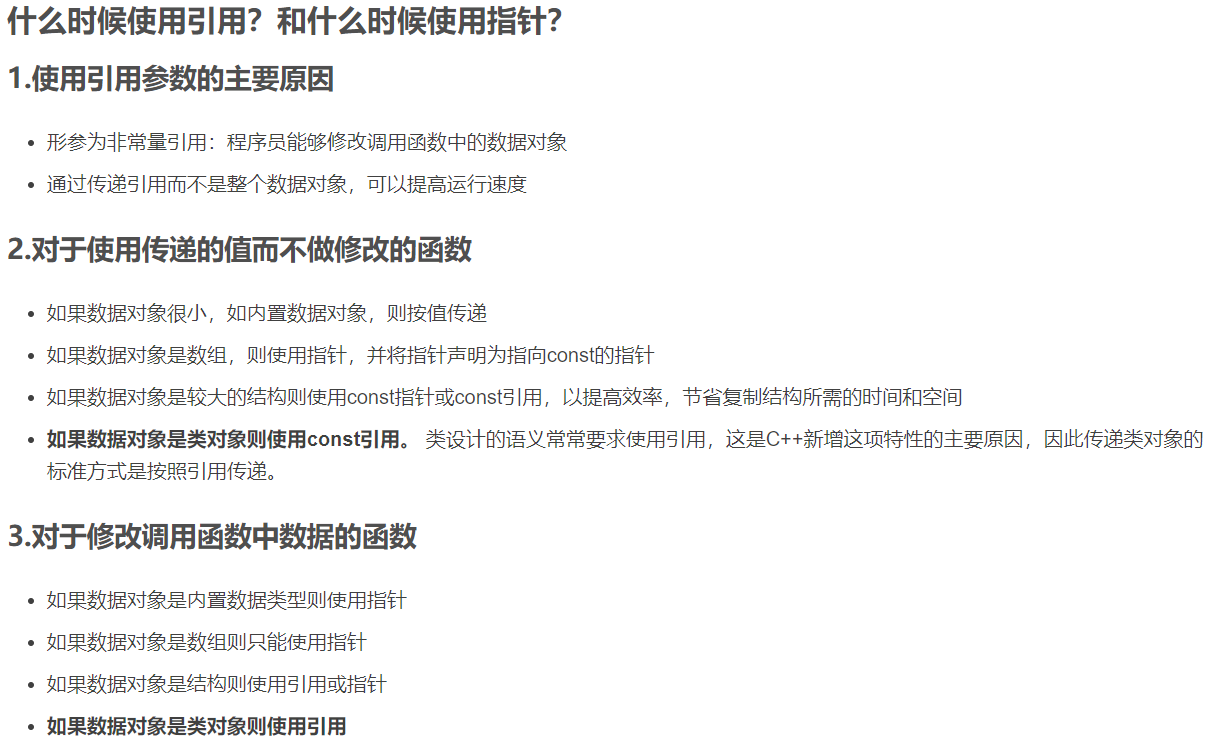 什么时候使用引用？和什么时候使用指针？
1.使用引用参数的主要原因
• 形参为非常量引用：程序员能够修改调用函数中的数据对象
• 通过传递引用而不是整个数据对象，可以提高运行速度
2.对于使用传递的值而不做修改的函数
• 如果数据对象很小，如内置数据对象，则按值传递
• 如果数据对象是数组，则使用指针，并将指针声明为指向const的指针
• 如果数据对象是较大的结构则使用const指针或const引用，以提高效率，节省复制结构所需的时间和空间
• 如果数据对象是类对象则使用const引用。 类设计的语义常常要求使用引用，这是C++新增这项特性的主要原因，因此传递类对象的
标准方式是按照引用传递。
3.对于修改调用函数中数据的函数
• 如果数据对象是内置数据类型则使用指针
• 如果数据对象是数组则只能使用指针
• 如果数据对象是结构则使用引用或指针
• 如果数据对象是类对象则使用引用